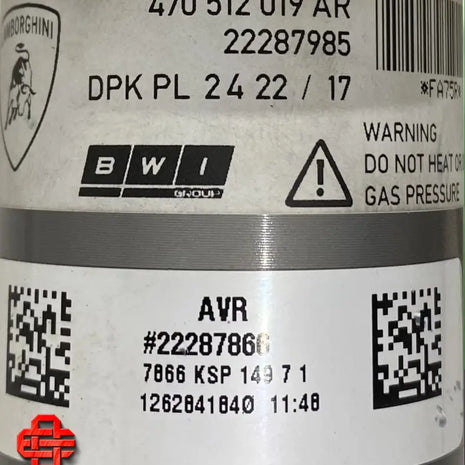 LAMBORGHINI
470 512 019 AR
22287985
DPK PL 24 22 / 17
BWI
GROUP
WARNING
DO NOT HEAT OR
GAS PRESSURE
AVR
#22287866
7866 KSP 149 7 1
1262841840 11:48